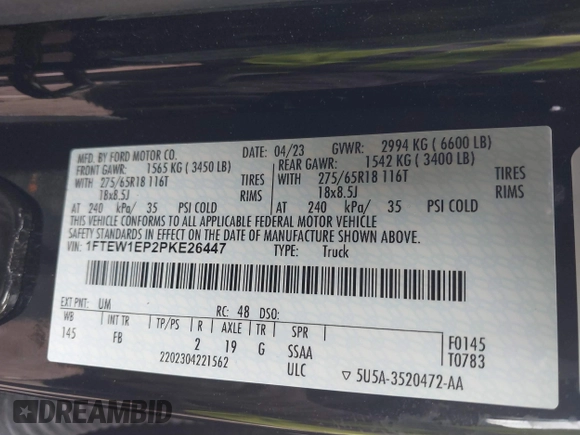 MFD. BY FORD MOTOR CO. 04/23 GVWR: 2994 KG (6600 LB)
FRONT GAWR: 1565 KG (3450 LB) REAR GAWR: 1542 KG (3400 LB)
WITH 275/65R18 116T TIRES WITH 275/65R18 116T TIRES
18x8.5J RIMS 18x8.5J RIMS
AT 240 kPa/ 35 PSI COLD AT 240 kPa/ 35 PSI COLD
THIS VEHICLE CONFORMS TO ALL APPLICABLE FEDERAL MOTOR VEHICLE
SAFETY STANDARDS IN EFFECT ON THE DATE OF MANUFACTURE SHOWN ABOVE.
VIN: 1FTEW1EP2PKE26447 TYPE: Truck
EXT PNT: UM RC: 48 DSO:
WB INT TR TP/PS R AXLE TR SPR F0145
145 FB 2 19 G SSAA T0783
2202304221562 ULC ▽ 5U5A-3520472-AA
DREAMBID